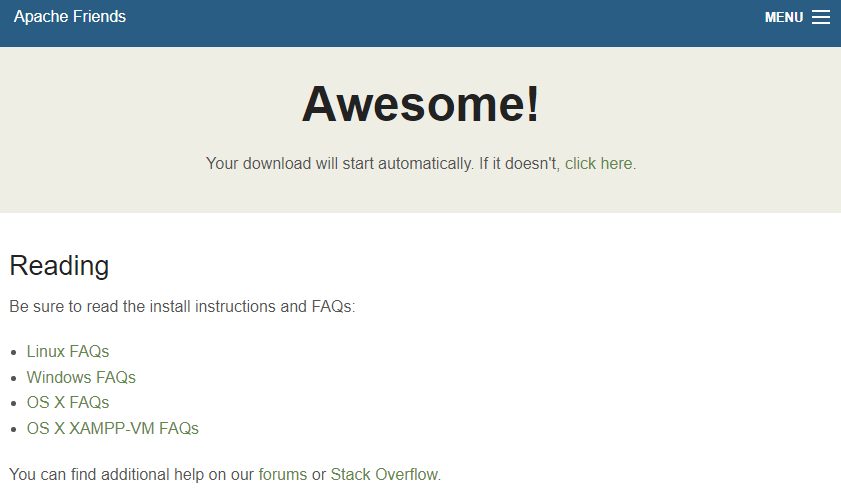 Apache Friends
MENU
Awesome!
Your download will start automatically. If it doesn't, click here.
Reading
Be sure to read the install instructions and FAQs:
Linux FAQs
Windows FAQs
OS X FAQs
OS X XAMPP-VM FAQs
You can find additional help on our forums or Stack Overflow.